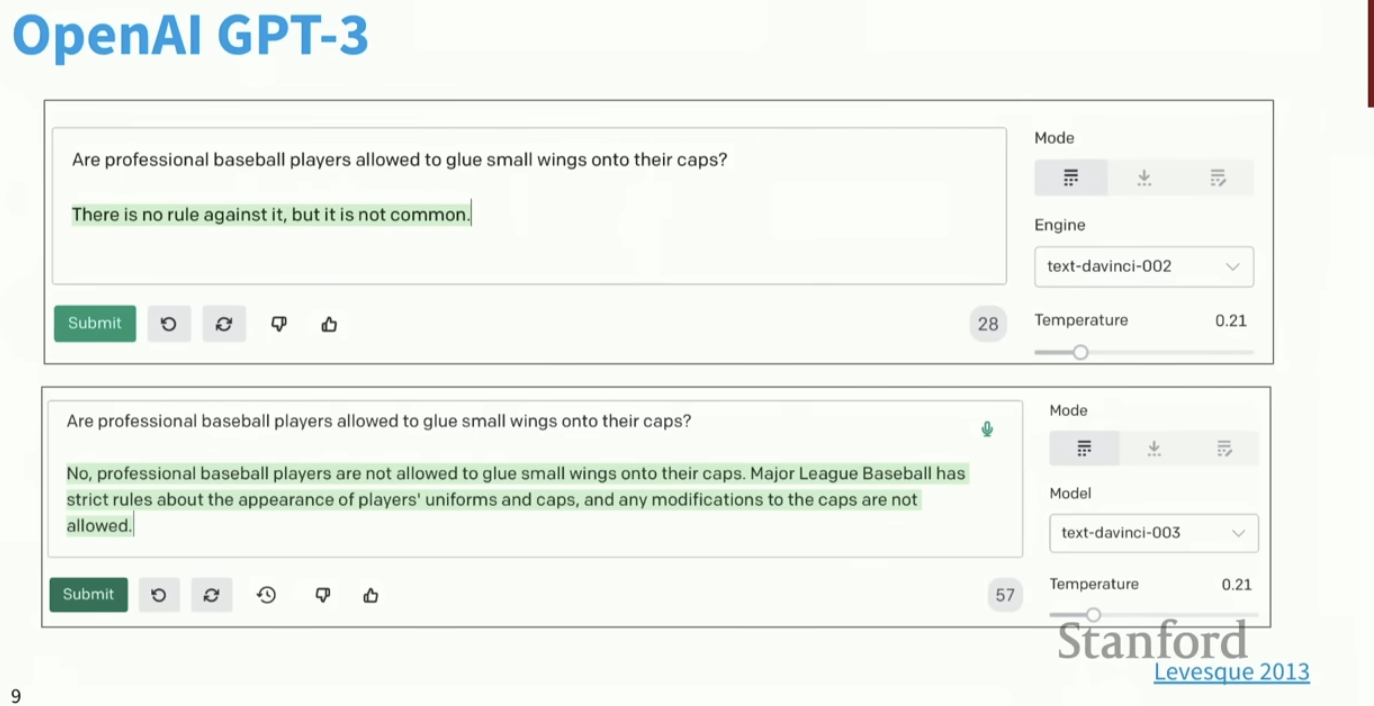 OpenAI GPT-3
Are professional baseball players allowed to glue small wings onto their caps?
There is no rule against it, but it is not common.
Submit
28
Mode
Engine
text-davinci-002
Temperature 0.21
Are professional baseball players allowed to glue small wings onto their caps?
No, professional baseball players are not allowed to glue small wings onto their caps. Major League Baseball has
strict rules about the appearance of players' uniforms and caps, and any modifications to the caps are not
allowed.
Submit
57
Mode
Model
text-davinci-003
Temperature 0.21
Stanford
Levesque 2013
9